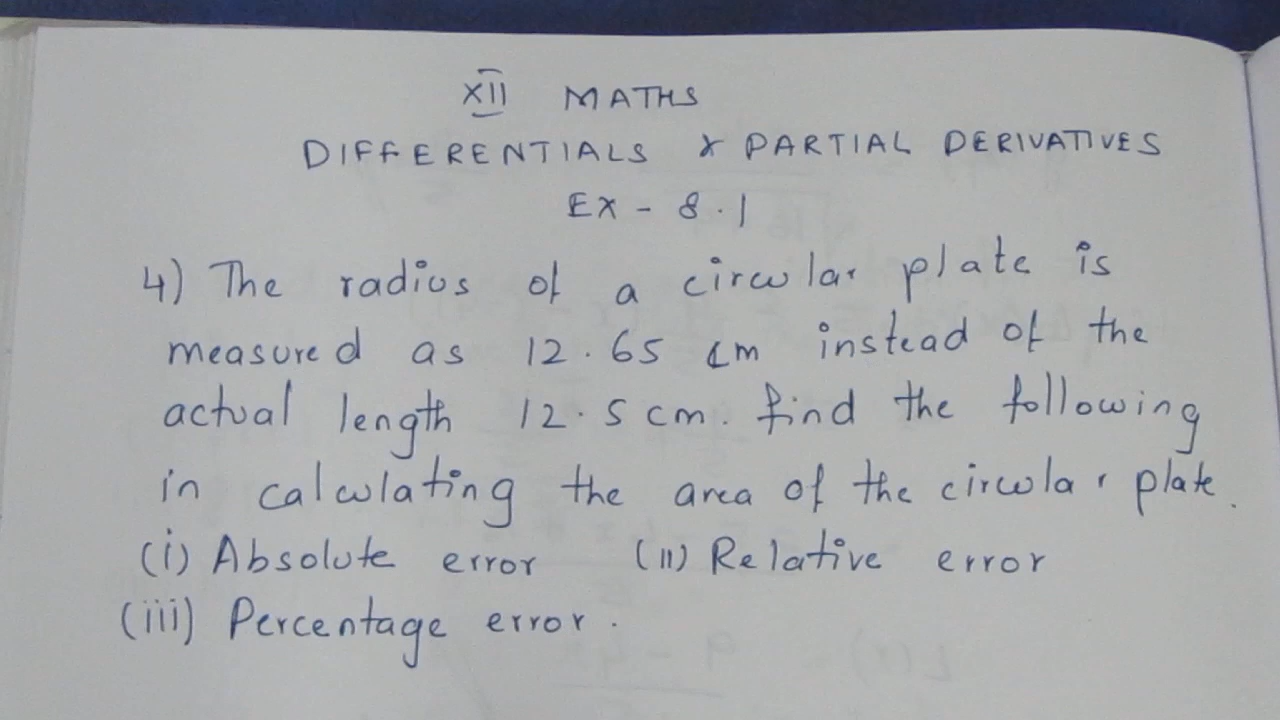 XII MATHS
DIFFERENTIALS & PARTIAL DERIVATIVES
EX - 8.1
4) The radius of a circular plate is
measured as 12.65 cm instead of the
actual length 12.5 cm. find the following
in calculating the area of the circular plate.
(i) Absolute error (ii) Relative error
(iii) Percentage error.